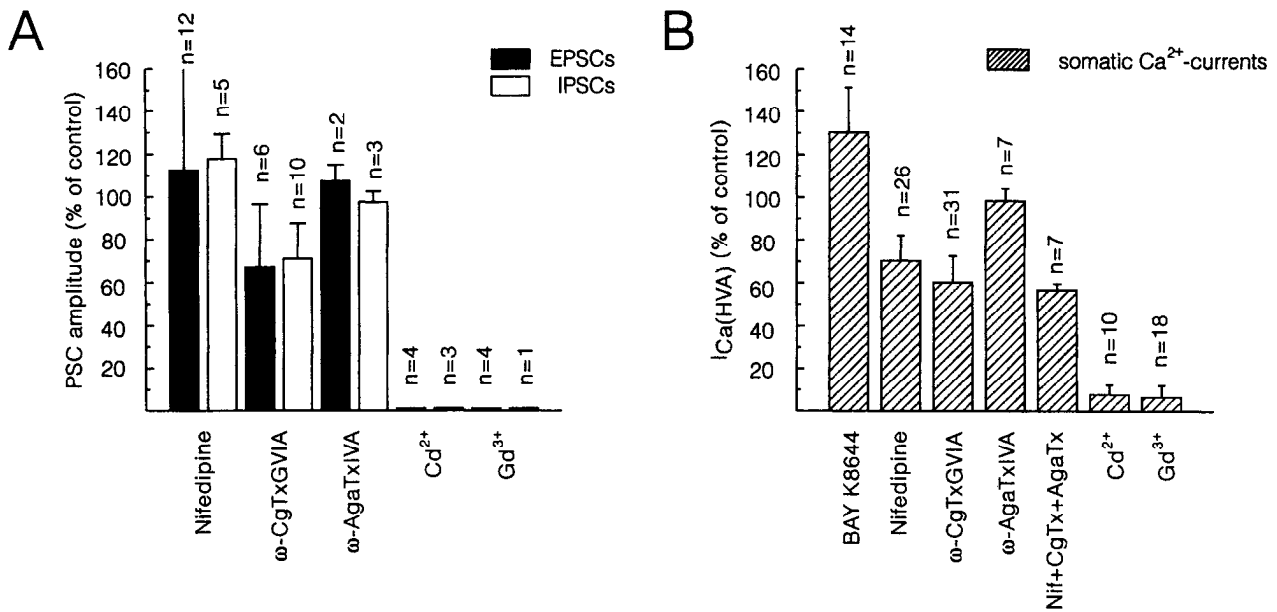 A
n=12
n=5
n=6
n=10
n=2
n=3
n=4
n=3
n=4
n=1
EPSCs
IPSCs
PSC amplitude (% of control)
160
140
120
100
80
60
40
20
Nifedipine
ω-CgTxGVIA
ω-AgaTxIVA
Cd²⁺
Gd³⁺
B
n=14
n=26
n=31
n=7
n=7
n=10
n=18
somatic Ca²⁺-currents
ICa(HVA) (% of control)
160
140
120
100
80
60
40
20
BAY K8644
Nifedipine
ω-CgTxGVIA
ω-AgaTxIVA
Nif+CgTx+AgaTx
Cd²⁺
Gd³⁺